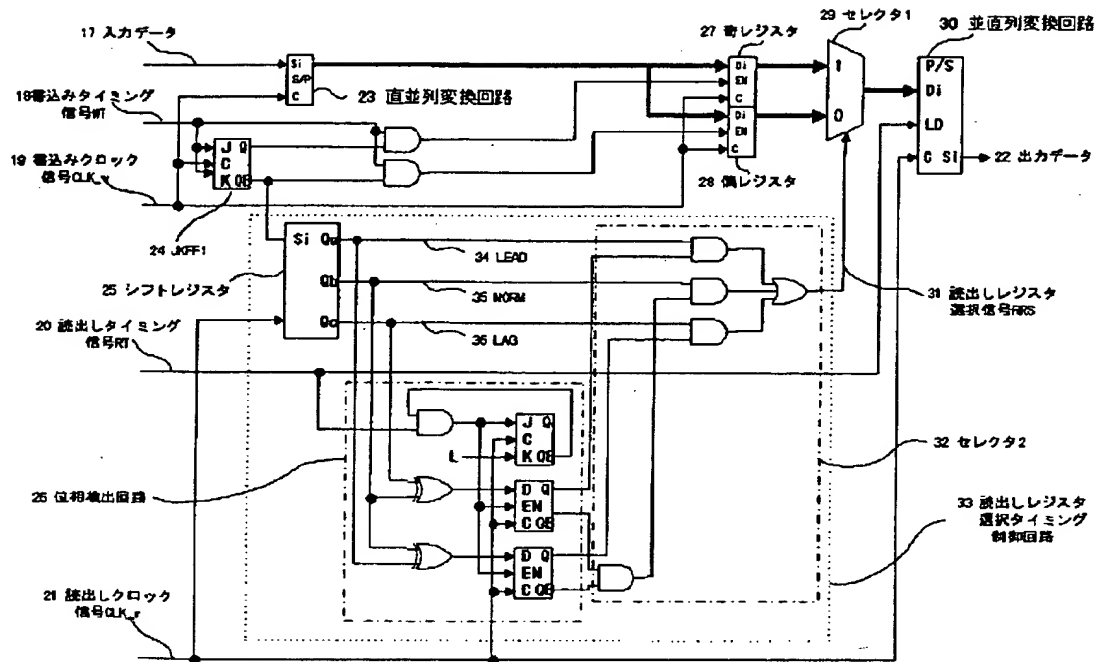 29 セレクタ1
30 並直列変換回路
27 奇レジスタ
17 入力データ
Si
S/P
C
23 直並列変換回路
Di
EN
C
Di
EN
C
1
0
P/S
Di
LD
C Si
22 出力データ
18書込みタイミング
信号WT
J Q
C
K QB
19 書込みクロック
信号CLK_w
28 偶レジスタ
24 JKFF1
Si Qa
Qb
Qc
34 LEAD
35 NORM
36 LAG
25 シフトレジスタ
31 読出しレジスタ
選択信号RRS
20 読出しタイミング
信号RT
J Q
C
K QB
L
32 セレクタ2
26 位相検出回路
D Q
EN
C QB
D Q
EN
C QB
33 読出しレジスタ
選択タイミング
制御回路
21 読出しクロック
信号CLK_r